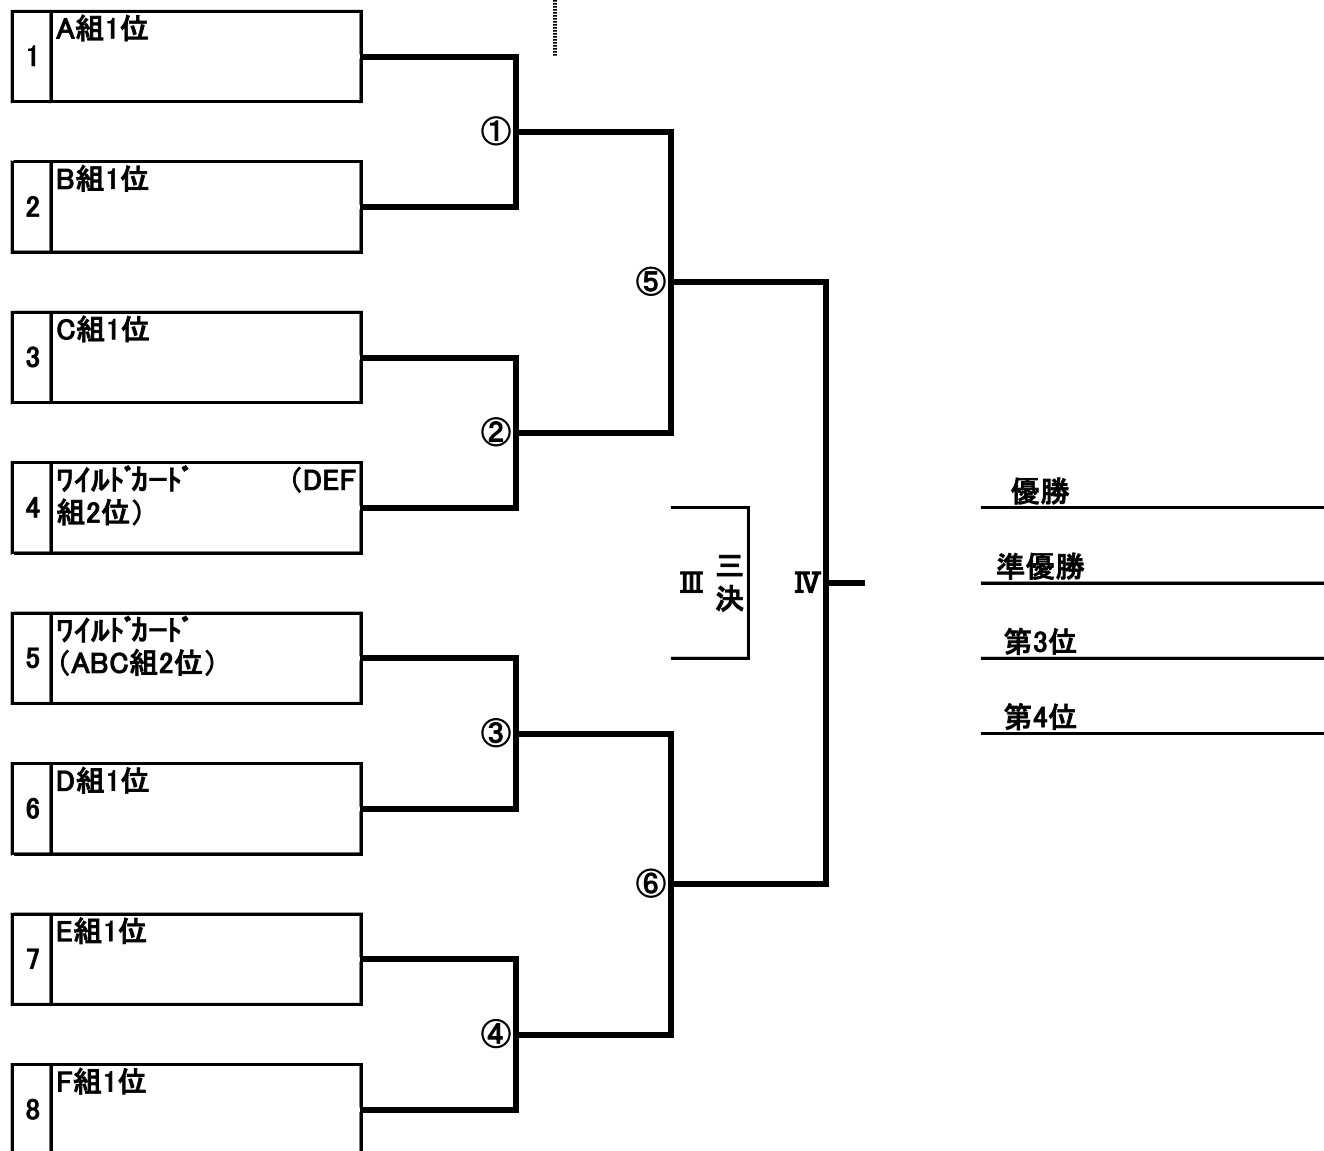 1
A組1位
①
2
B組1位
⑤
3
C組1位
②
4
ﾜｲﾙﾄﾞｶｰﾄﾞ　　　　（DEF
組2位）
優勝
準優勝
Ⅲ
三
決
Ⅳ
5
ﾜｲﾙﾄﾞｶｰﾄﾞ
（ABC組2位）
第3位
第4位
③
6
D組1位
⑥
7
E組1位
④
8
F組1位